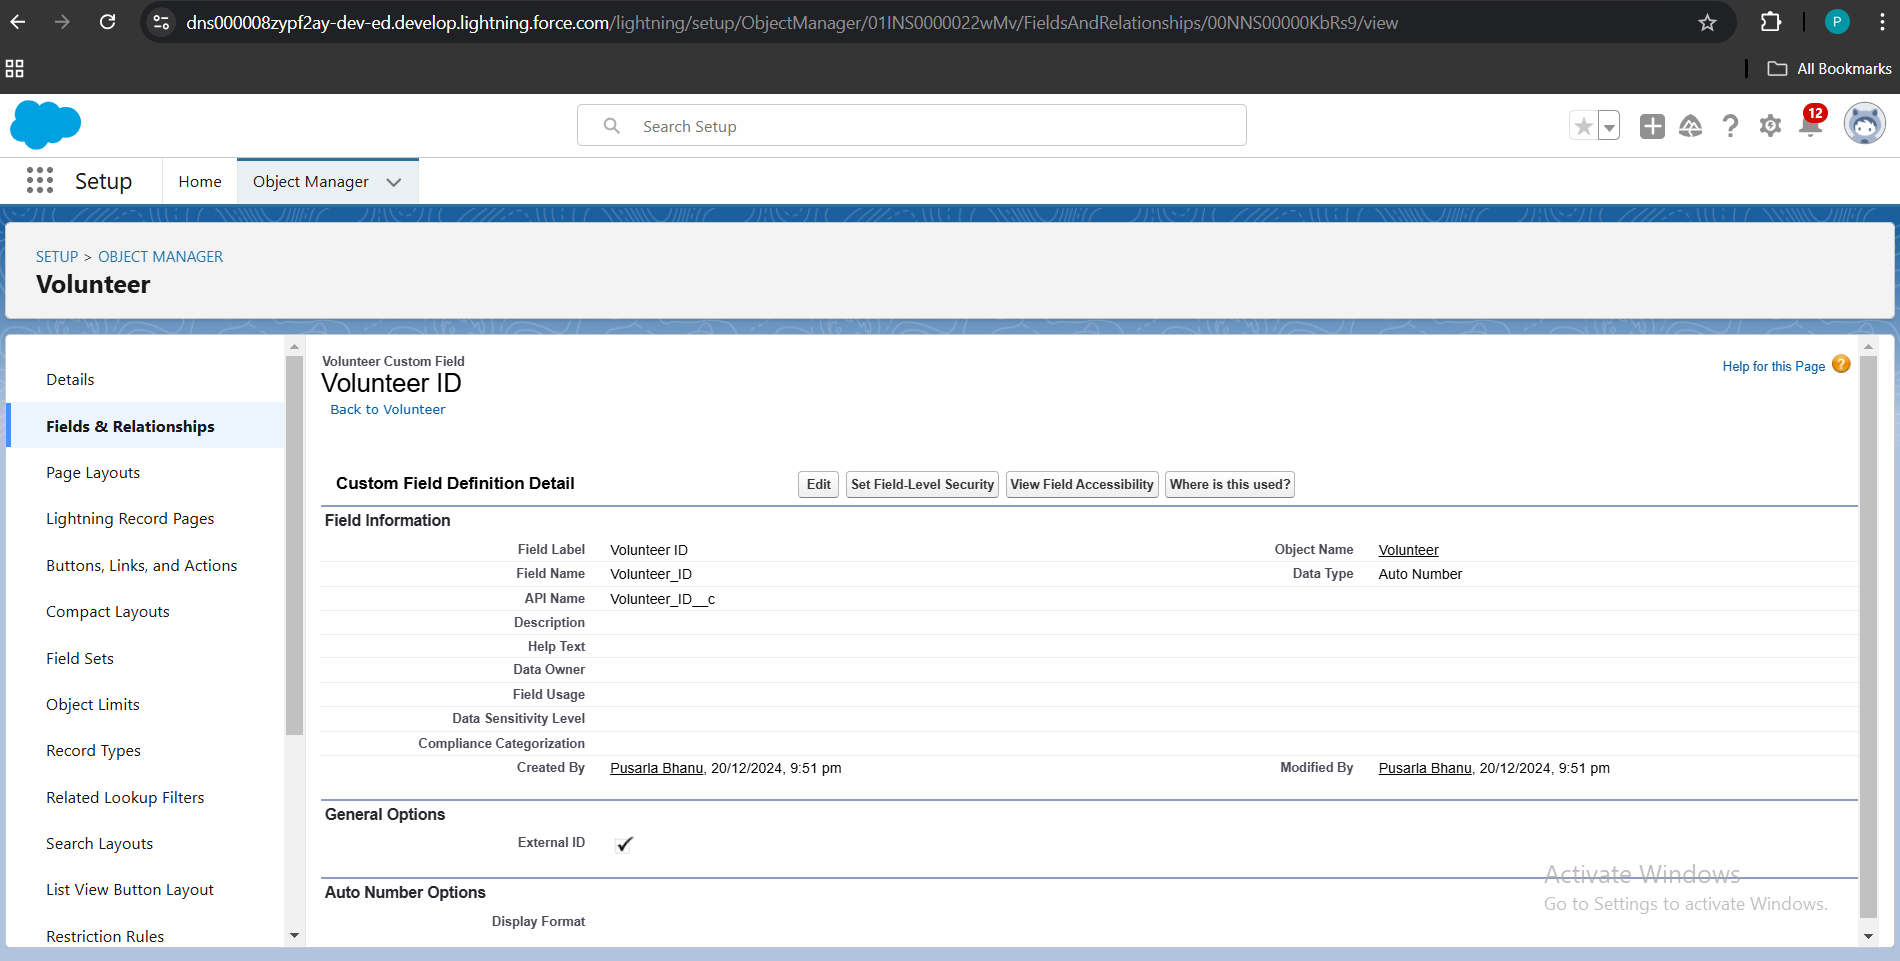 dns000008zypf2ay-dev-ed.develop.lightning.force.com/lightning/setup/ObjectManager/01INS0000022wMv/FieldsAndRelationships/00NNS00000KbRs9/view
P
All Bookmarks
Search Setup
12
Setup
Home
Object Manager
SETUP > OBJECT MANAGER
Volunteer
Details
Fields & Relationships
Page Layouts
Lightning Record Pages
Buttons, Links, and Actions
Compact Layouts
Field Sets
Object Limits
Record Types
Related Lookup Filters
Search Layouts
List View Button Layout
Restriction Rules
Volunteer Custom Field
Volunteer ID
Back to Volunteer
Help for this Page ?
Custom Field Definition Detail
Edit
Set Field-Level Security
View Field Accessibility
Where is this used?
Field Information
Field Label Volunteer ID Object Name Volunteer
Field Name Volunteer_ID Data Type Auto Number
API Name Volunteer_ID__c
Description
Help Text
Data Owner
Field Usage
Data Sensitivity Level
Compliance Categorization
Created By Pusarla Bhanu, 20/12/2024, 9:51 pm Modified By Pusarla Bhanu, 20/12/2024, 9:51 pm
General Options
External ID
Auto Number Options
Display Format
Activate Windows
Go to Settings to activate Windows.